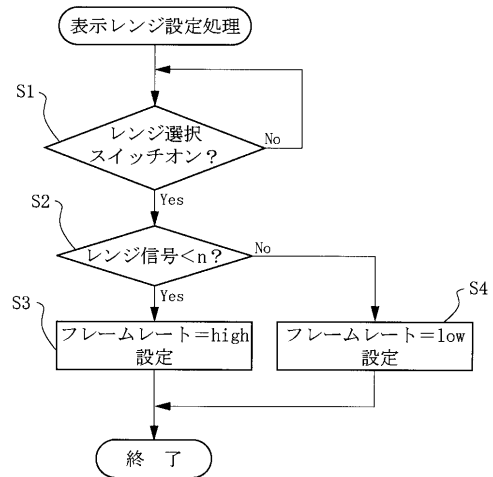 表示レンジ設定処理
S1
レンジ選択
スイッチオン?
No
Yes
S2
レンジ信号<n?
No
Yes
S3
フレームレート=high
設定
S4
フレームレート=low
設定
終 了